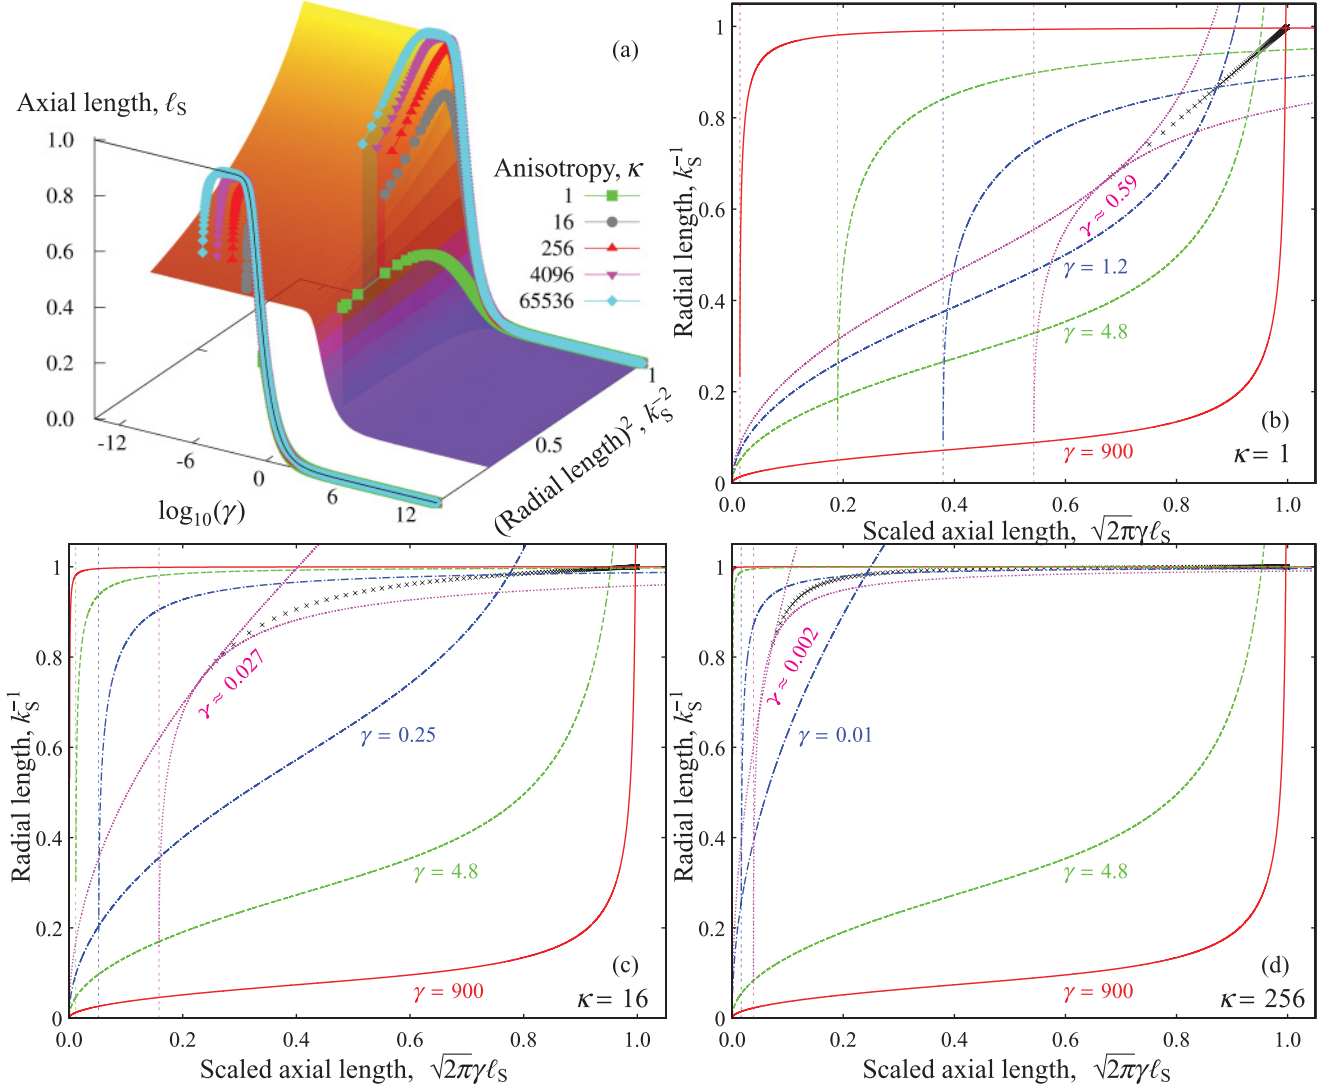 (a)
Axial length, ℓS
1.0
0.8
0.6
0.4
0.2
0.0
-12
-6
0
6
12
log10(γ)
0.5
1
(Radial length)², kS⁻²
Anisotropy, κ
1
16
256
4096
65536
Radial length, kS⁻¹
1
0.8
0.6
0.4
0.2
0
γ ≈ 0.59
γ = 1.2
γ = 4.8
γ = 900
(b)
κ = 1
0.0
0.2
0.4
0.6
0.8
1.0
Scaled axial length, √2πγℓS
Radial length, kS⁻¹
1
0.8
0.6
0.4
0.2
0
γ ≈ 0.027
γ = 0.25
γ = 4.8
γ = 900
(c)
κ = 16
0.0
0.2
0.4
0.6
0.8
1.0
Scaled axial length, √2πγℓS
Radial length, kS⁻¹
1
0.8
0.6
0.4
0.2
0
γ ≈ 0.002
γ = 0.01
γ = 4.8
γ = 900
(d)
κ = 256
0.0
0.2
0.4
0.6
0.8
1.0
Scaled axial length, √2πγℓS